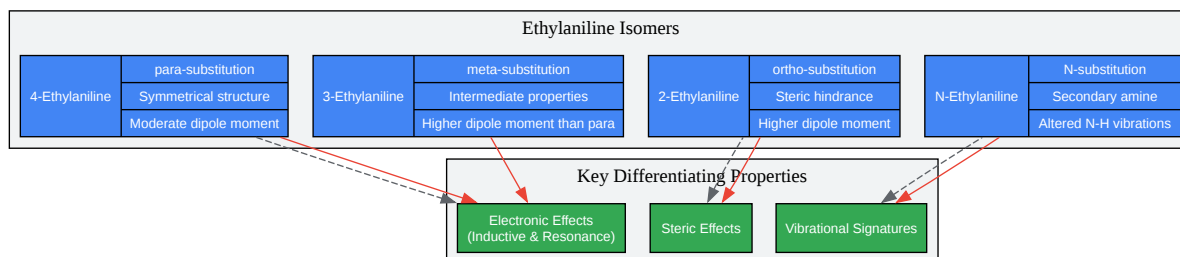 Ethylaniline Isomers
4-Ethylaniline
para-substitution
Symmetrical structure
Moderate dipole moment
3-Ethylaniline
meta-substitution
Intermediate properties
Higher dipole moment than para
2-Ethylaniline
ortho-substitution
Steric hindrance
Higher dipole moment
N-Ethylaniline
N-substitution
Secondary amine
Altered N-H vibrations
Key Differentiating Properties
Electronic Effects
(Inductive & Resonance)
Steric Effects
Vibrational Signatures